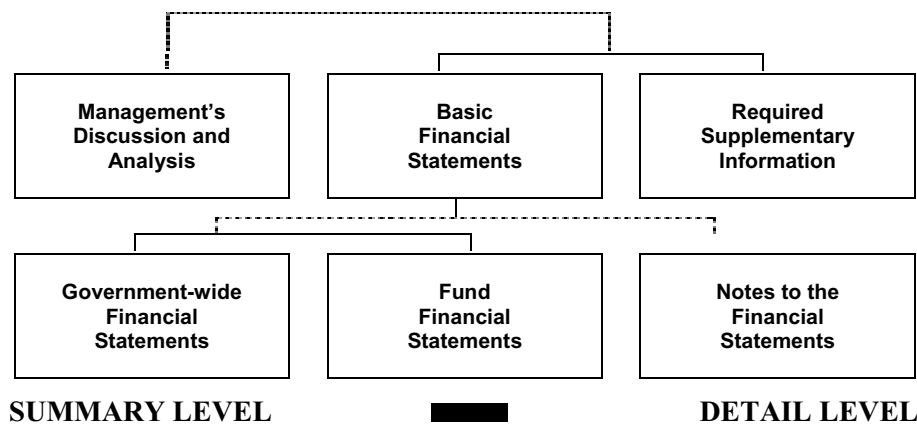 Management’s
Discussion and
Analysis
Basic
Financial
Statements
Required
Supplementary
Information
Government-wide
Financial
Statements
Fund
Financial
Statements
Notes to the
Financial
Statements
SUMMARY LEVEL
DETAIL LEVEL